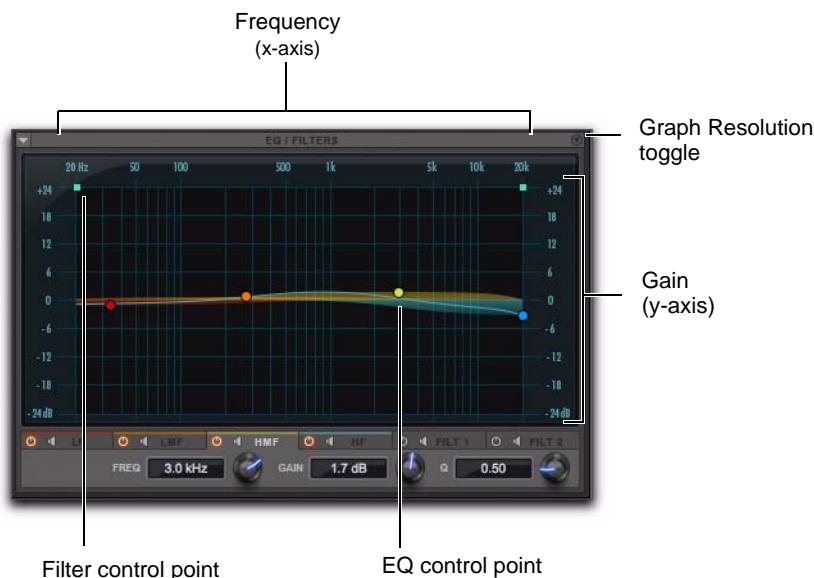 Frequency
(x-axis)
EQ / FILTERS
Graph Resolution
toggle
20 Hz 50 100 500 1k 5k 10k 20k
+24 +24
18 18
12 12
6 6
0 0
-6 -6
-12 -12
-18 -18
-24 dB -24 dB
Gain
(y-axis)
LF LMF HMF HF FILT 1 FILT 2
FREQ 3.0 kHz GAIN 1.7 dB Q 0.50
Filter control point
EQ control point